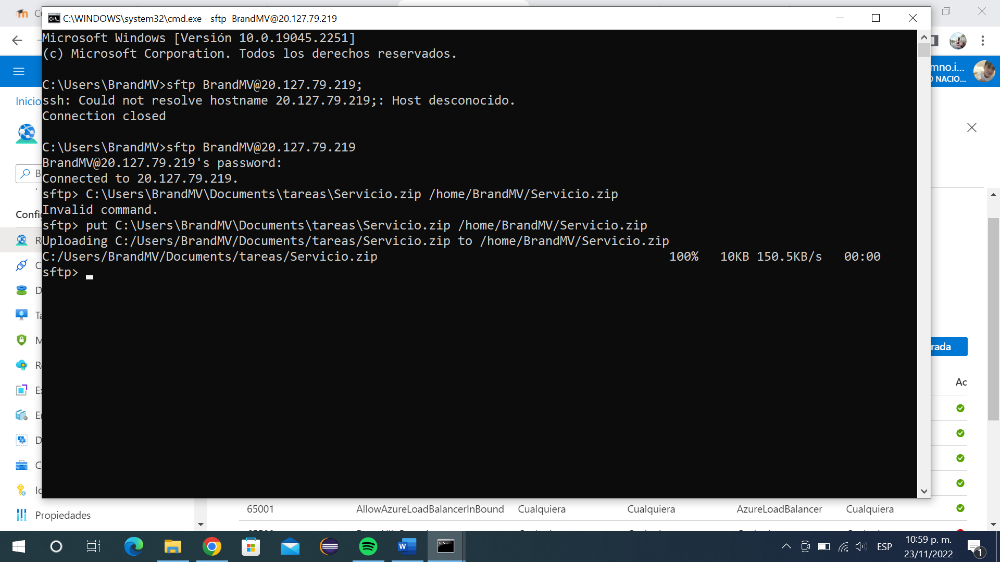 C:\WINDOWS\system32\cmd.exe - sftp  BrandMV@20.127.79.219
Microsoft Windows [Versión 10.0.19045.2251]
(c) Microsoft Corporation. Todos los derechos reservados.
C:\Users\BrandMV>sftp BrandMV@20.127.79.219;
ssh: Could not resolve hostname 20.127.79.219;: Host desconocido.
Connection closed
C:\Users\BrandMV>sftp BrandMV@20.127.79.219
BrandMV@20.127.79.219's password:
Connected to 20.127.79.219.
sftp> C:\Users\BrandMV\Documents\tareas\Servicio.zip /home/BrandMV/Servicio.zip
Invalid command.
sftp> put C:\Users\BrandMV\Documents\tareas\Servicio.zip /home/BrandMV/Servicio.zip
Uploading C:/Users/BrandMV/Documents/tareas/Servicio.zip to /home/BrandMV/Servicio.zip
C:/Users/BrandMV/Documents/tareas/Servicio.zip 100% 10KB 150.5KB/s 00:00
sftp>
mno.i...
O NACIO...
Inicio
B
Config
R
C
D
Ta
M
Re
Ex
En
D
C
Id
Propiedades
rada
Ac
65001 AllowAzureLoadBalancerInBound Cualquiera Cualquiera AzureLoadBalancer Cualquiera
ESP
10:59 p. m.
23/11/2022
1